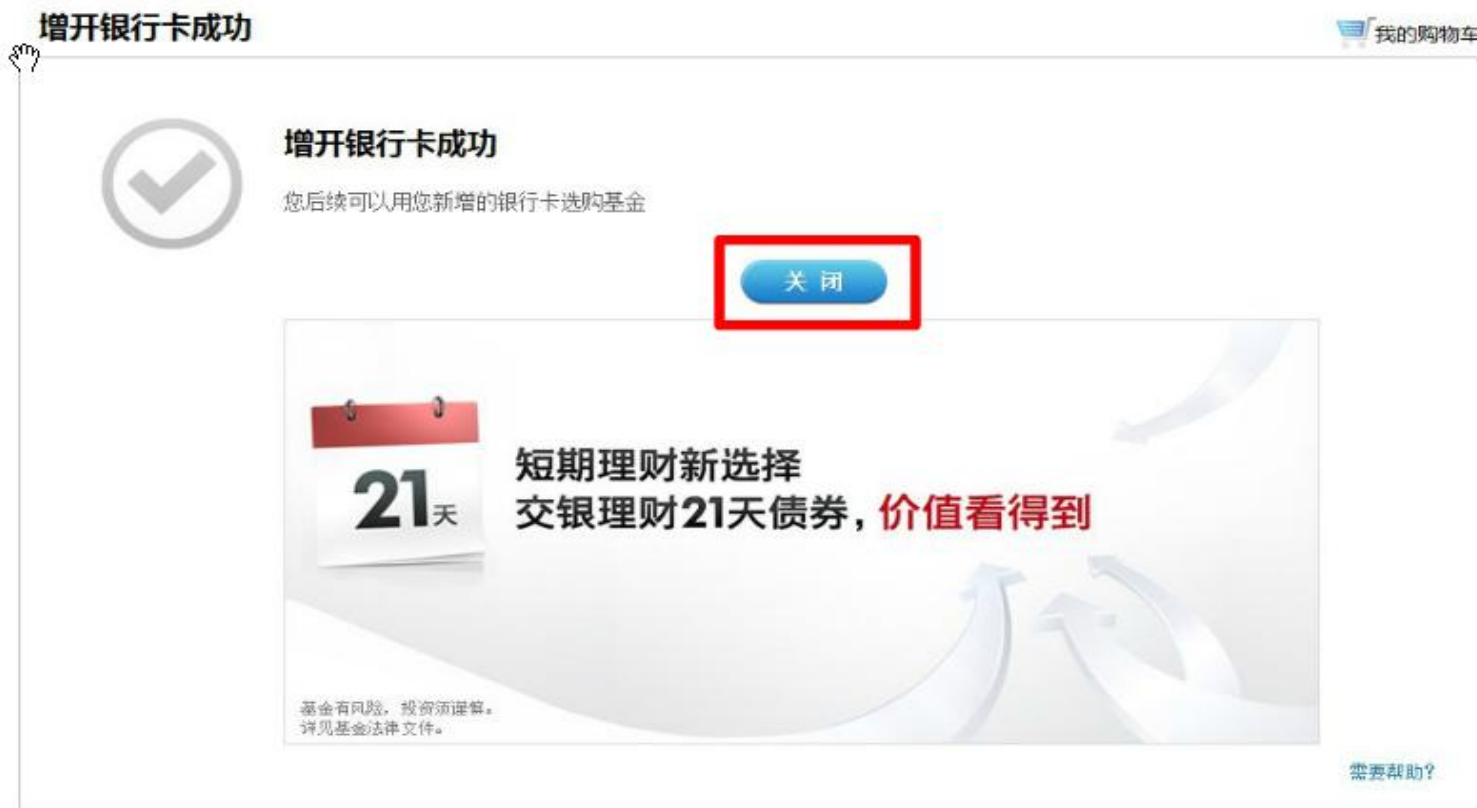 增开银行卡成功
我的购物车
增开银行卡成功
您后续可以用您新增的银行卡选购基金
关闭
21天
短期理财新选择
交银理财21天债券，价值看得到
基金有风险，投资须谨慎。
详见基金法律文件。
需要帮助？